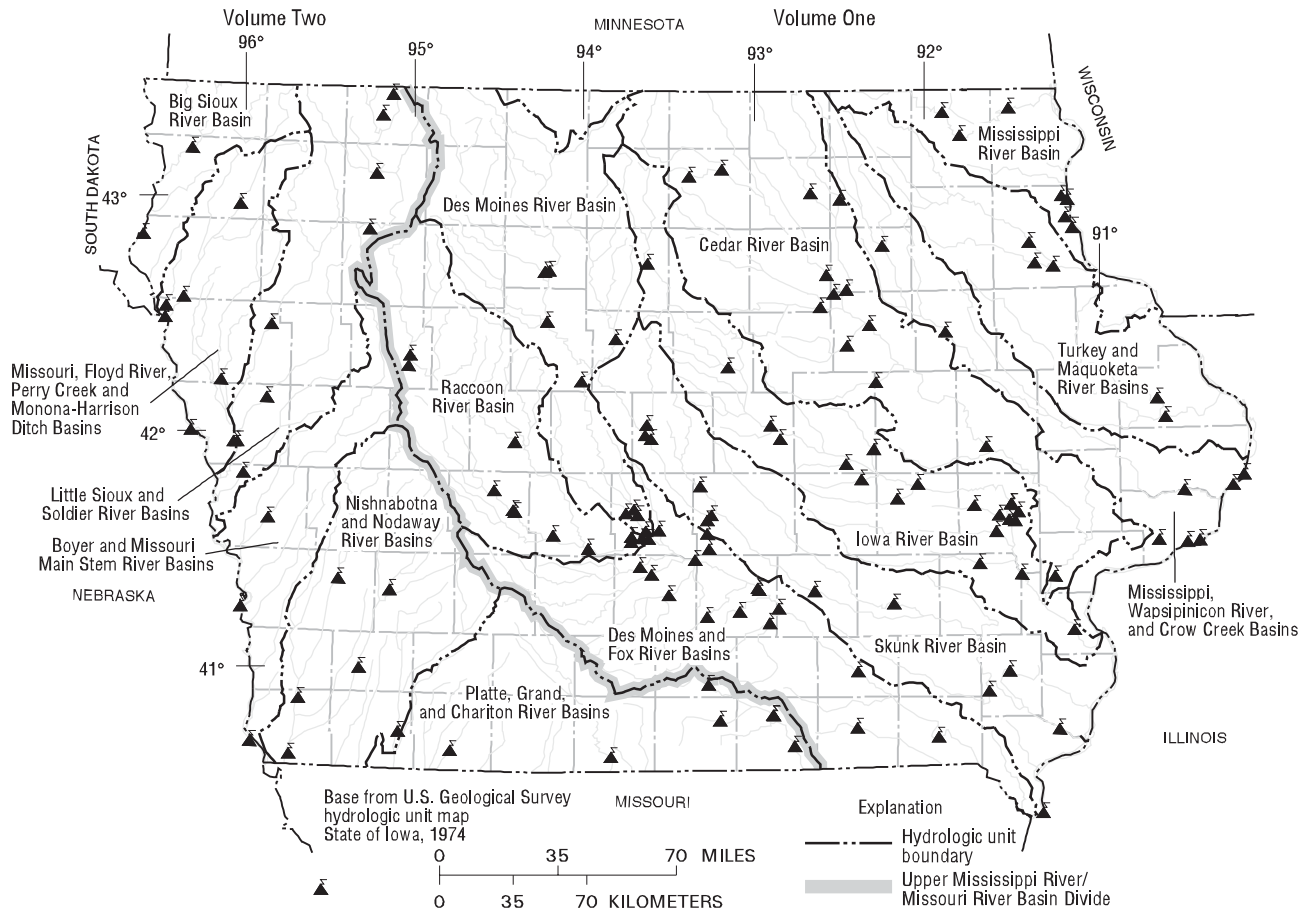 Volume Two
MINNESOTA
Volume One
96°
95°
94°
93°
92°
WISCONSIN
Big Sioux
River Basin
Mississippi
River Basin
SOUTH DAKOTA
43°
Des Moines River Basin
Cedar River Basin
91°
Missouri, Floyd River,
Perry Creek and
Monona-Harrison
Ditch Basins
Raccoon
River Basin
Turkey and
Maquoketa
River Basins
42°
Little Sioux and
Soldier River Basins
Nishnabotna
and Nodaway
River Basins
Boyer and Missouri
Main Stem River Basins
Iowa River Basin
NEBRASKA
Mississippi,
Wapsipinicon River,
and Crow Creek Basins
Des Moines and
Fox River Basins
Skunk River Basin
41°
Platte, Grand,
and Chariton River Basins
ILLINOIS
Base from U.S. Geological Survey
hydrologic unit map
State of Iowa, 1974
MISSOURI
0 35 70 MILES
0 35 70 KILOMETERS
Explanation
Hydrologic unit
boundary
Upper Mississippi River/
Missouri River Basin Divide